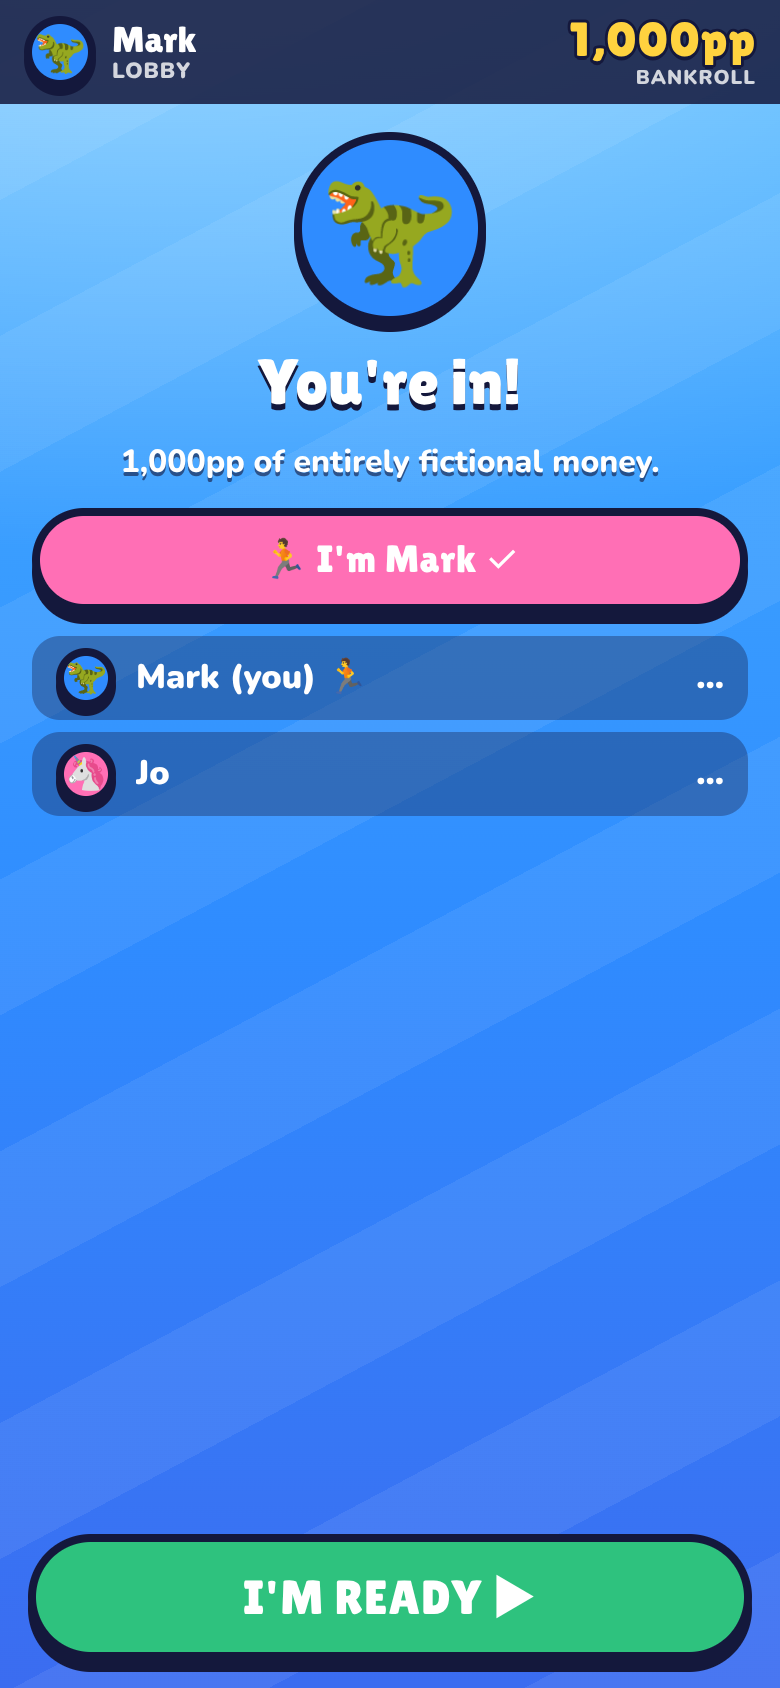 Mark
LOBBY
1,000pp
BANKROLL
You're in!
1,000pp of entirely fictional money.
🏃 I'm Mark ✓
Mark (you) 🏃
...
Jo
...
I'M READY ▶